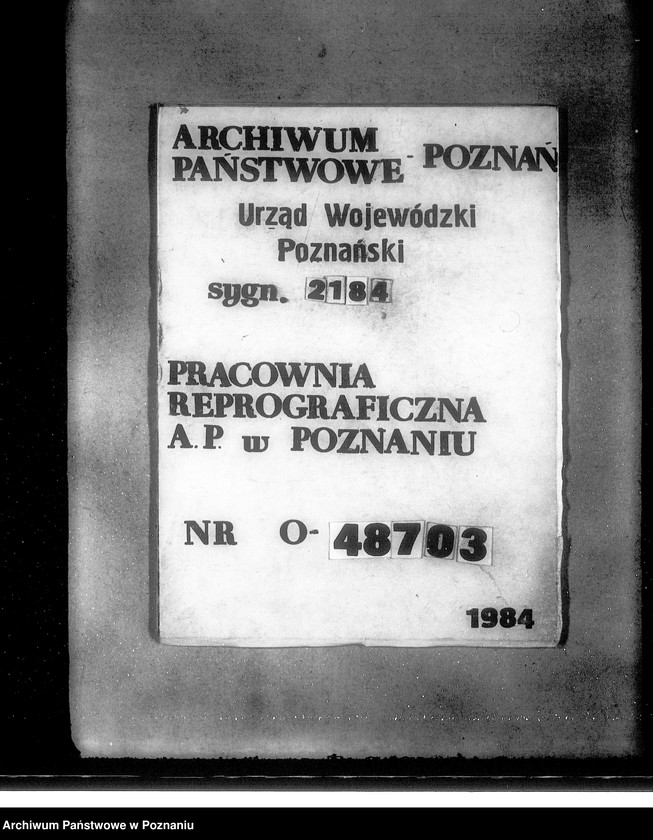 ARCHIWUM
PAŃSTWOWE - POZNAŃ
Urząd Wojewódzki
Poznański
sygn. 2184
PRACOWNIA
REPROGRAFICZNA
A.P. w POZNANIU
NR O-48703
1984
Archiwum Państwowe w Poznaniu